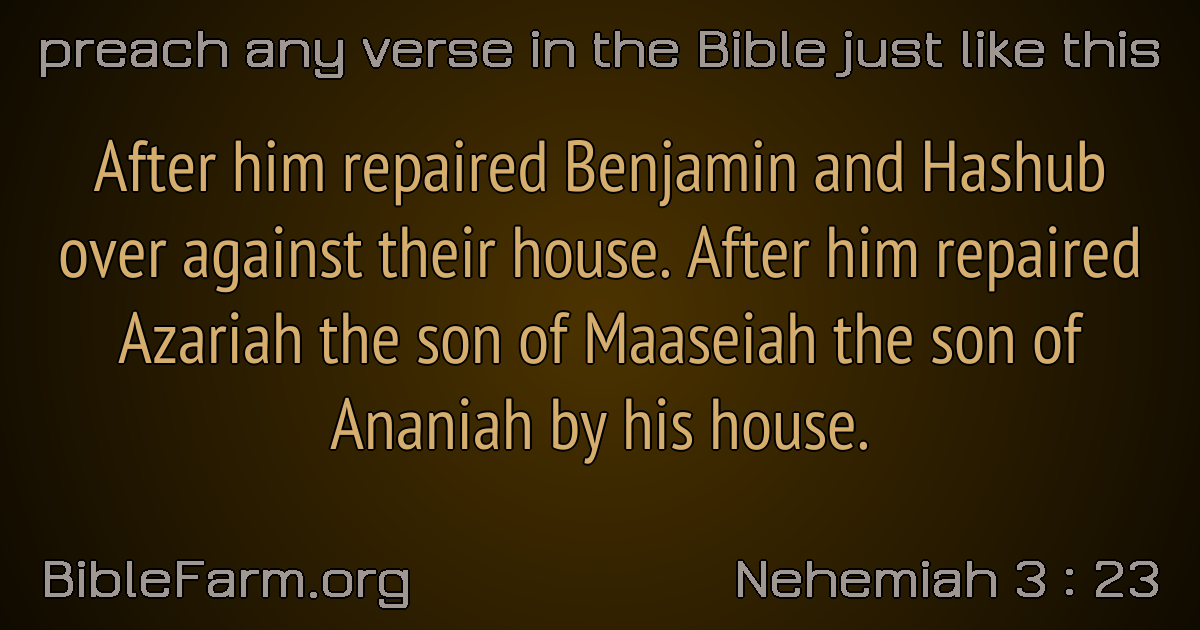 preach any verse in the Bible just like this
After him repaired Benjamin and Hashub
over against their house. After him repaired
Azariah the son of Maaseiah the son of
Ananiah by his house.
BibleFarm.org
Nehemiah 3 : 23